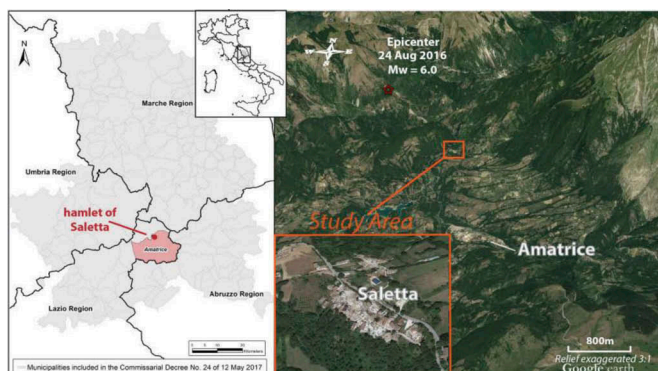 N
Marche Region
Umbria Region
hamlet of
Saletta
Amatrice
Lazio Region
Abruzzo Region
Kilometers
Municipalities included in the Commissarial Decree No. 24 of 12 May 2017
Epicenter
24 Aug 2016
Mw = 6.0
Study Area
Amatrice
Saletta
800m
Relief exaggerated 3:1
Google earth